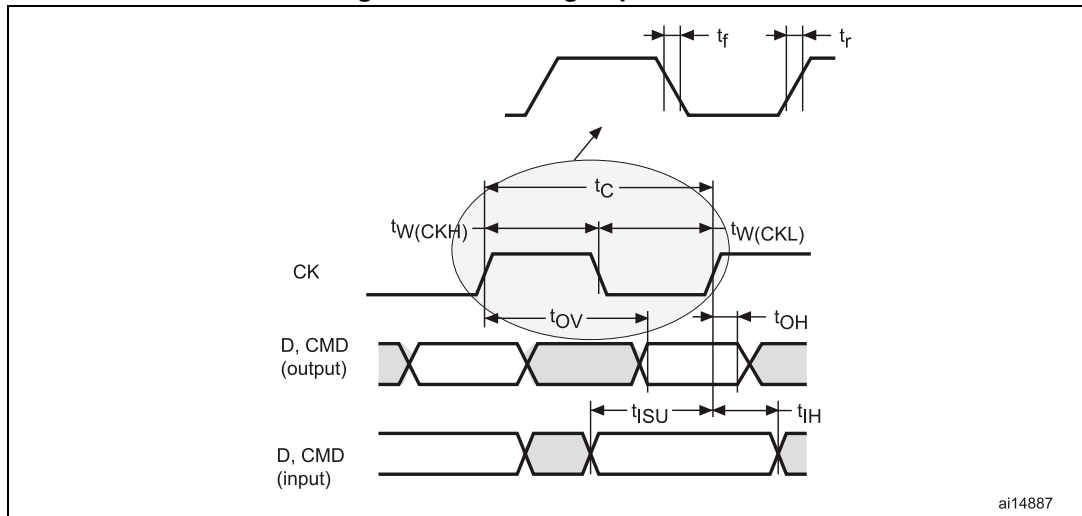 tf
tr
tC
tW(CKH)
tW(CKL)
CK
tOV
tOH
D, CMD
(output)
tISU
tIH
D, CMD
(input)
ai14887